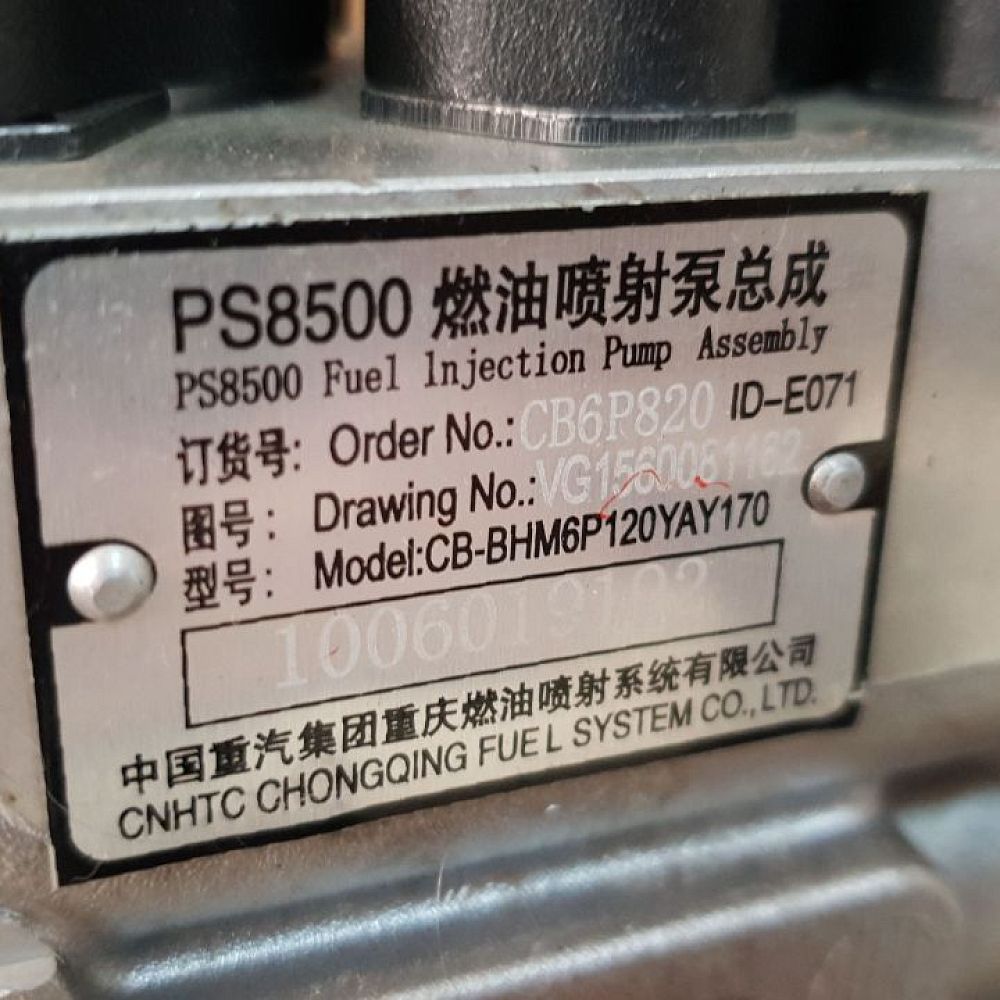 PS8500 燃油喷射泵总成
PS8500 Fuel Injection Pump Assembly
订货号: Order No.:CB6P820 ID-E071
图号: Drawing No.:VG1560081162
型号: Model:CB-BHM6P120YAY170
1006019193
中国重汽集团重庆燃油喷射系统有限公司
CNHTC CHONGQING FUEL SYSTEM CO.,LTD.